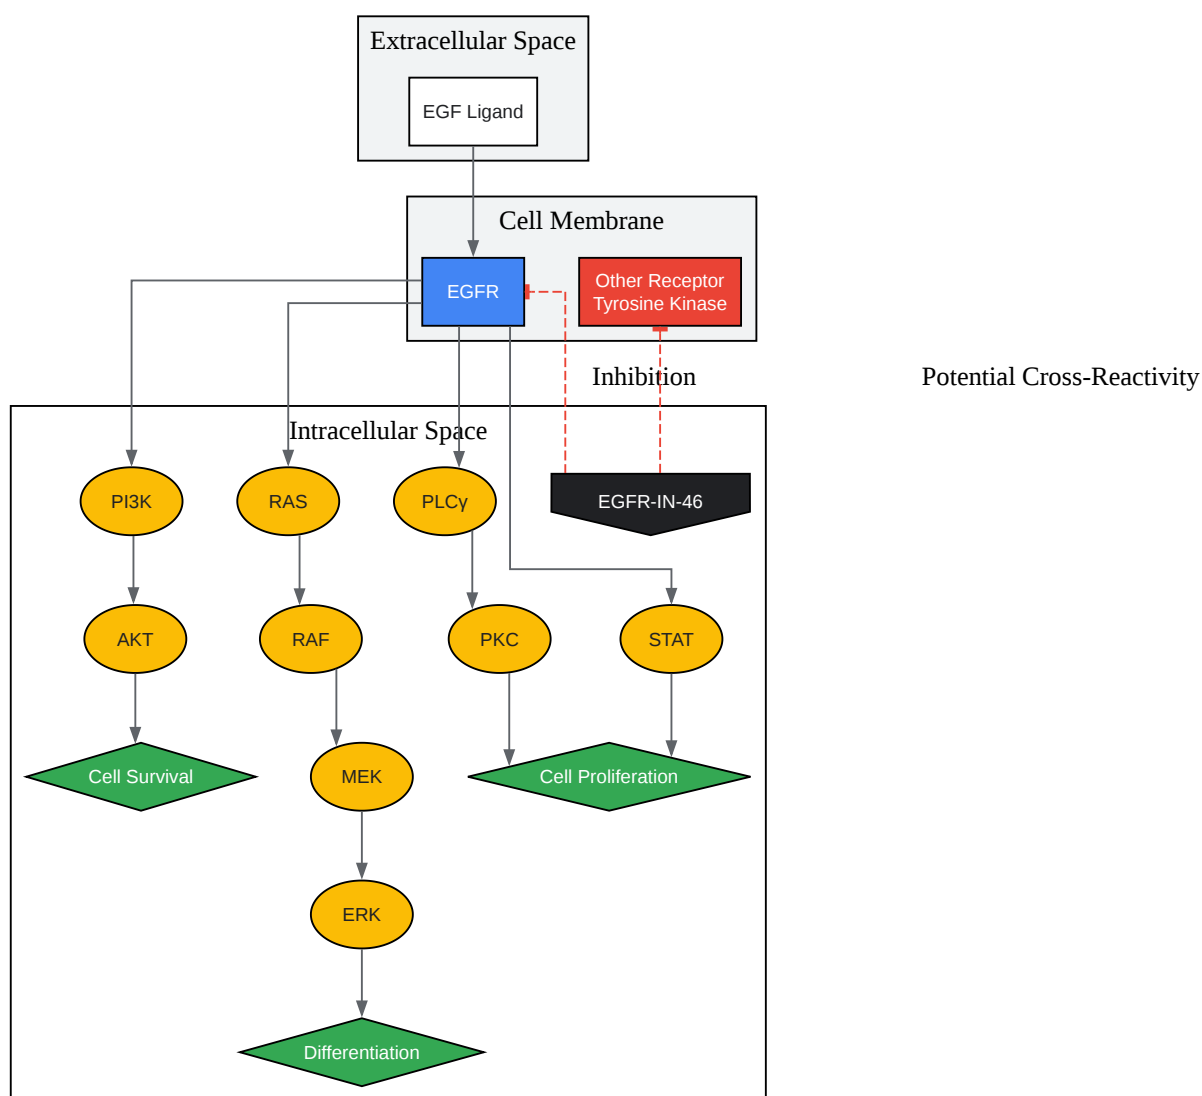 Extracellular Space
EGF Ligand
Cell Membrane
EGFR
Other Receptor
Tyrosine Kinase
Inhibition
Potential Cross-Reactivity
Intracellular Space
PI3K
RAS
PLCγ
EGFR-IN-46
AKT
RAF
PKC
STAT
Cell Survival
MEK
Cell Proliferation
ERK
Differentiation